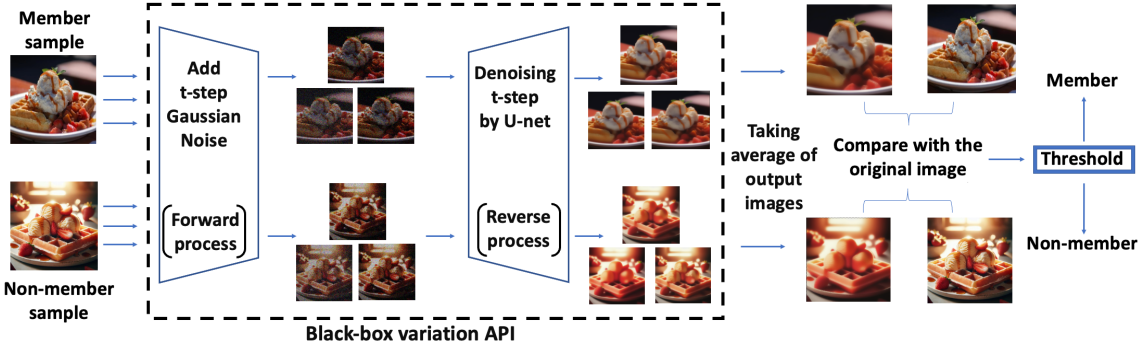 Member
sample
Non-member
sample
Add
t-step
Gaussian
Noise
(Forward
process)
Denoising
t-step
by U-net
(Reverse
process)
Black-box variation API
Taking
average of
output
images
Compare with the
original image
Member
Threshold
Non-member